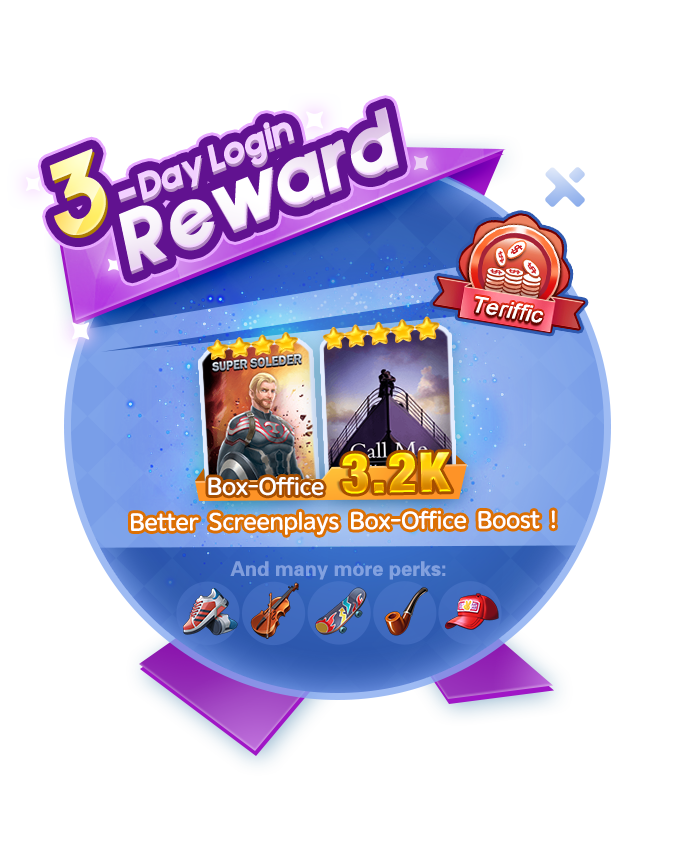 3-Day Login
Reward
Teriffic
SUPER SOLEDER
Call Me
Box-Office 3.2K
Better Screenplays Box-Office Boost !
And many more perks: